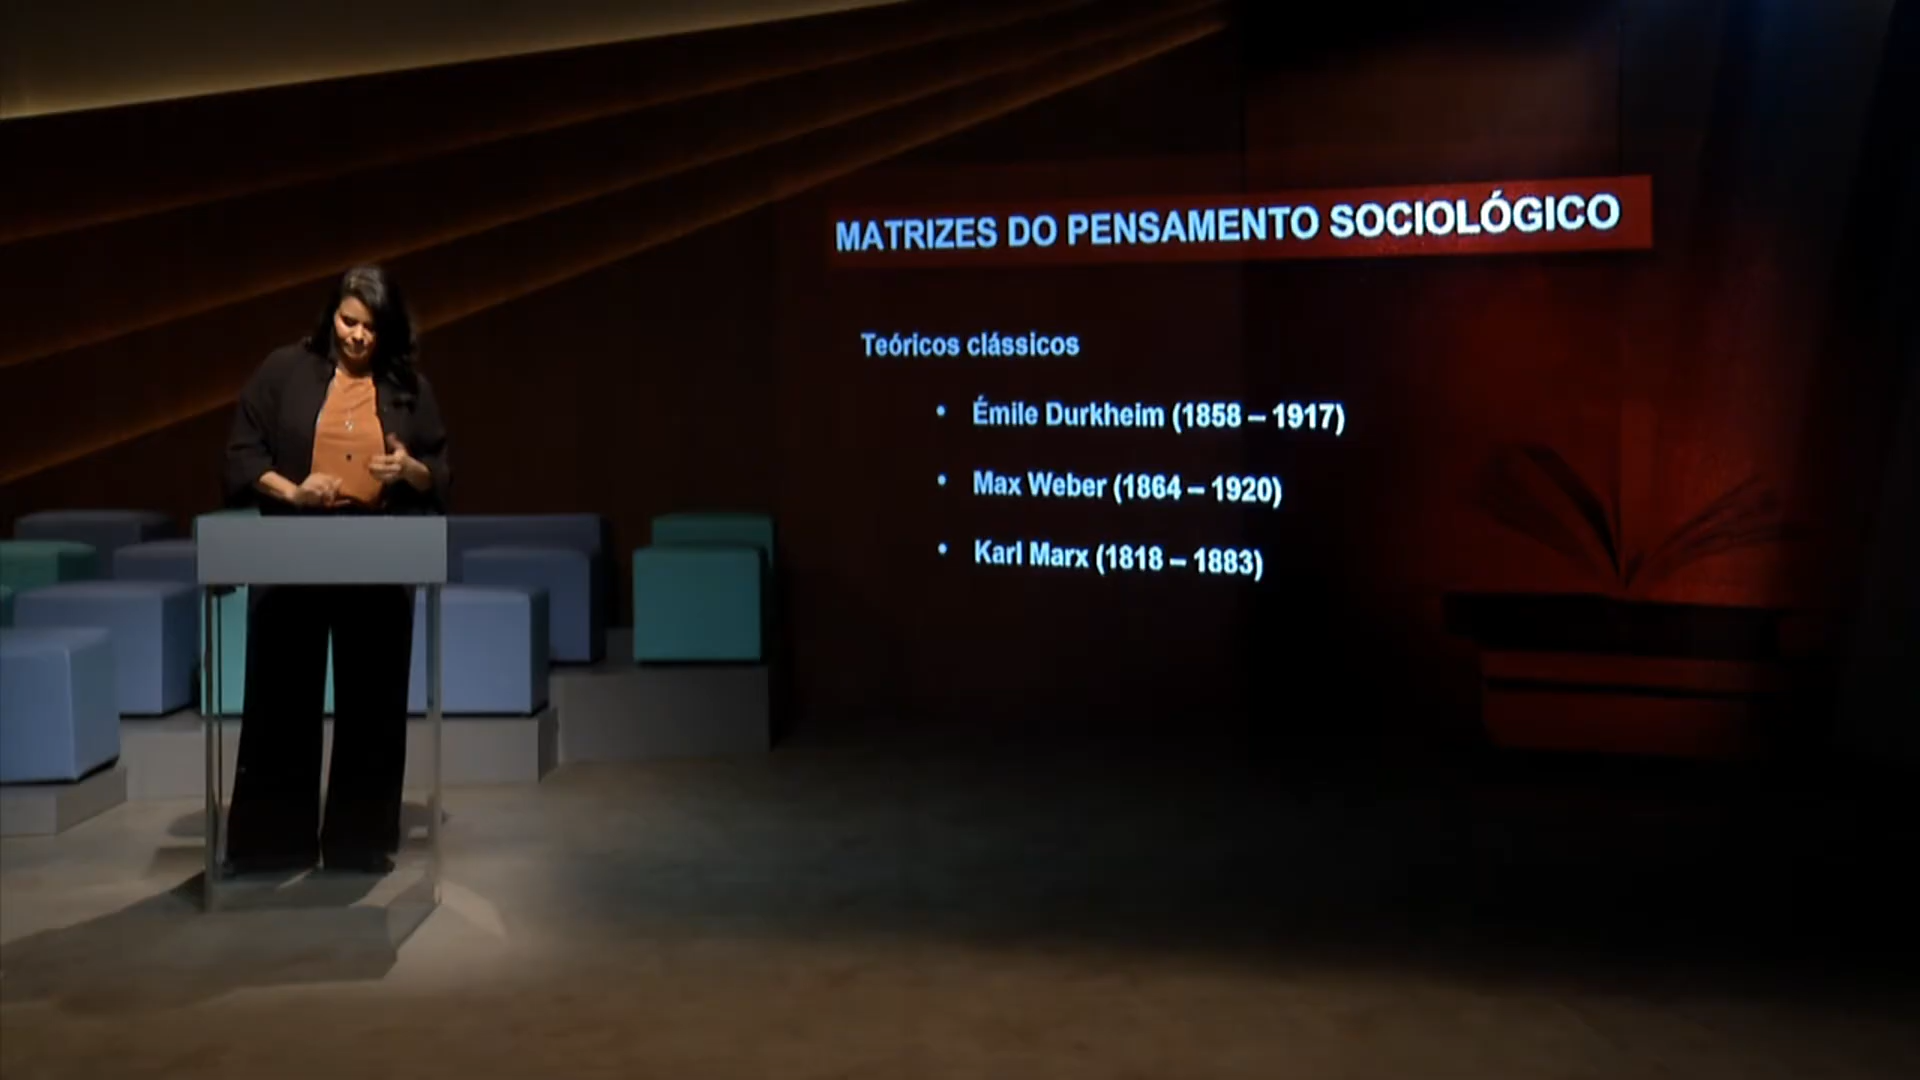 MATRIZES DO PENSAMENTO SOCIOLÓGICO
Teóricos clássicos
• Émile Durkheim (1858 – 1917)
• Max Weber (1864 – 1920)
• Karl Marx (1818 – 1883)